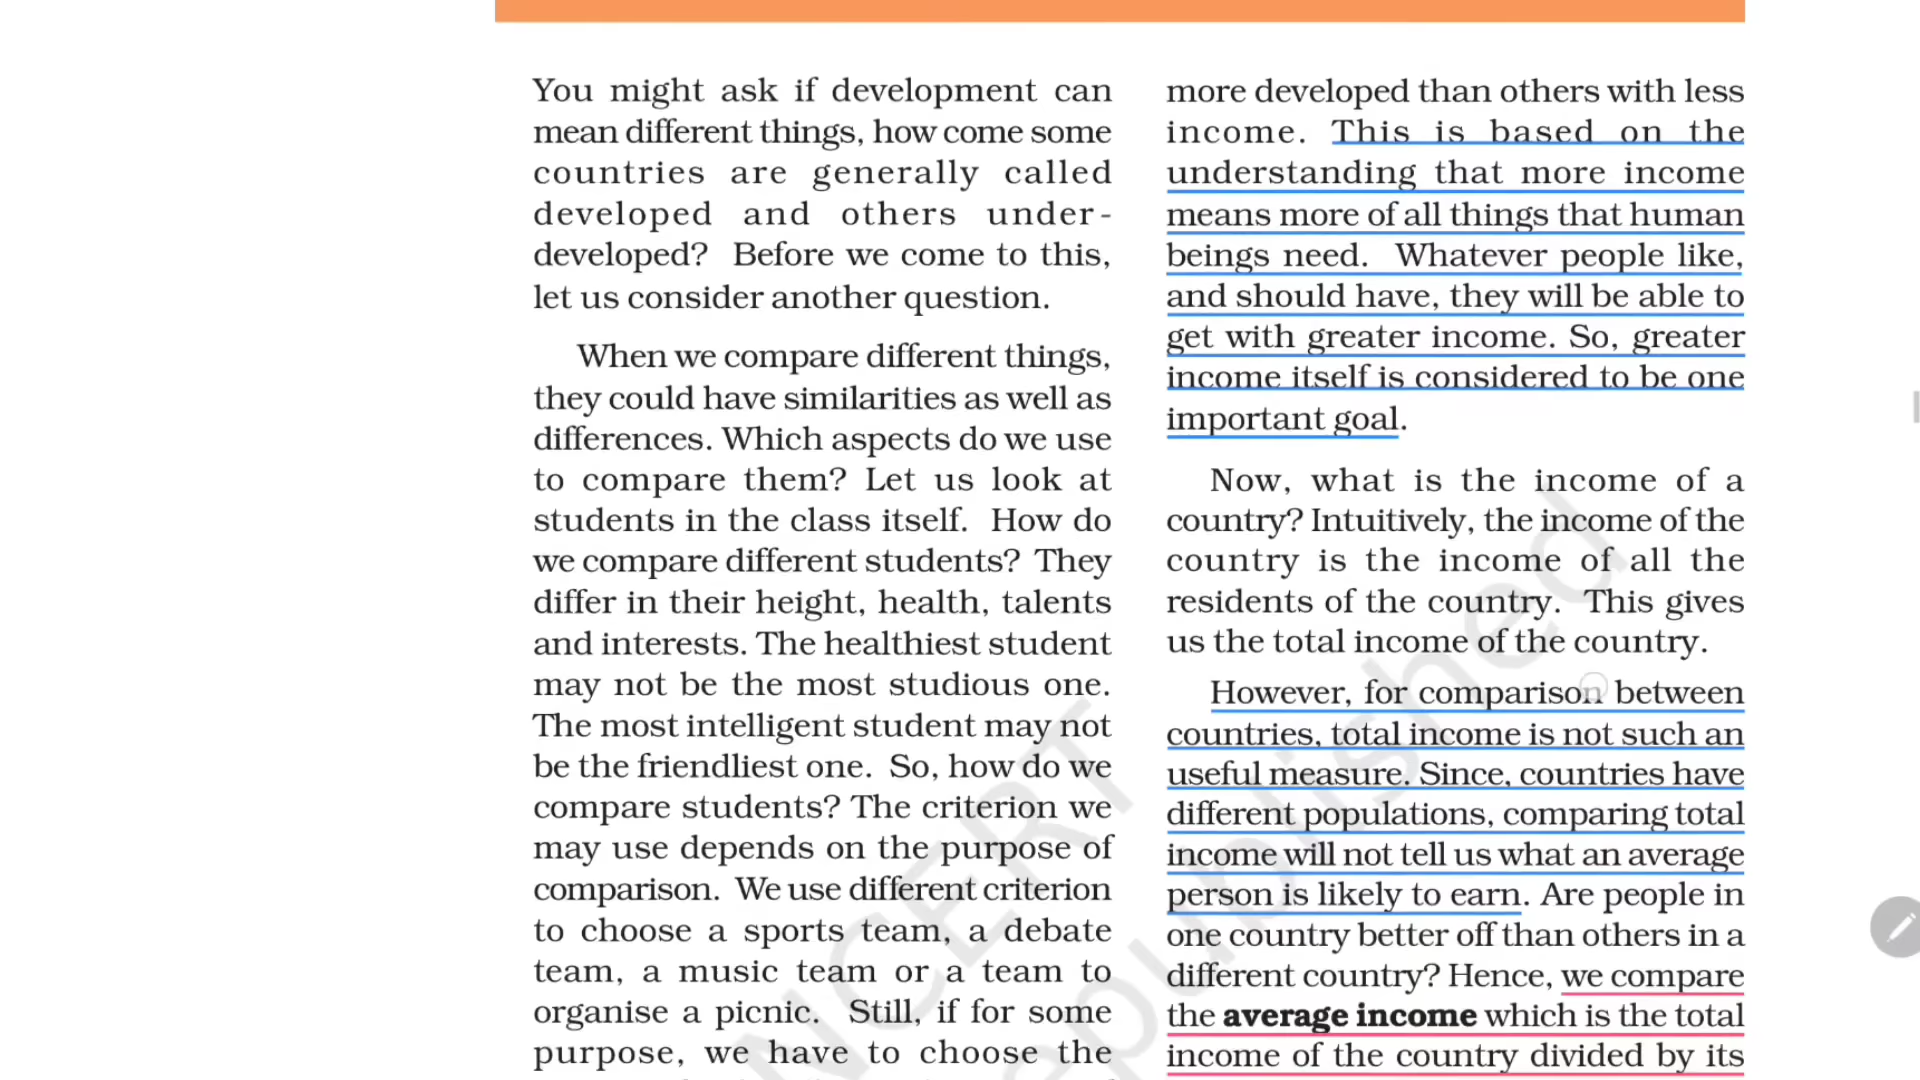 You might ask if development can
mean different things, how come some
countries are generally called
developed and others under-
developed? Before we come to this,
let us consider another question.
When we compare different things,
they could have similarities as well as
differences. Which aspects do we use
to compare them? Let us look at
students in the class itself. How do
we compare different students? They
differ in their height, health, talents
and interests. The healthiest student
may not be the most studious one.
The most intelligent student may not
be the friendliest one. So, how do we
compare students? The criterion we
may use depends on the purpose of
comparison. We use different criterion
to choose a sports team, a debate
team, a music team or a team to
organise a picnic. Still, if for some
purpose, we have to choose the
more developed than others with less
income. This is based on the
understanding that more income
means more of all things that human
beings need. Whatever people like,
and should have, they will be able to
get with greater income. So, greater
income itself is considered to be one
important goal.
Now, what is the income of a
country? Intuitively, the income of the
country is the income of all the
residents of the country. This gives
us the total income of the country.
However, for comparison between
countries, total income is not such an
useful measure. Since, countries have
different populations, comparing total
income will not tell us what an average
person is likely to earn. Are people in
one country better off than others in a
different country? Hence, we compare
the average income which is the total
income of the country divided by its
NCERT
republished